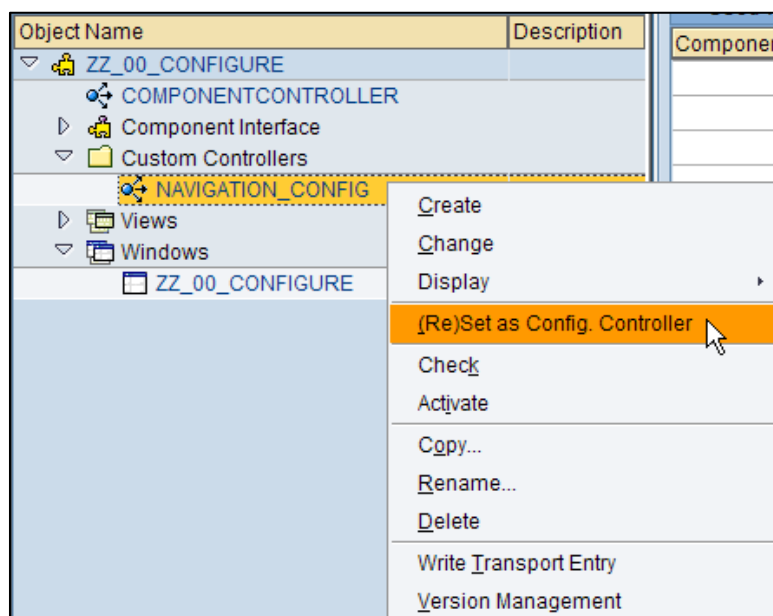 Object Name Description
ZZ_00_CONFIGURE
COMPONENTCONTROLLER
Component Interface
Custom Controllers
NAVIGATION_CONFIG
Views
Windows
ZZ_00_CONFIGURE
Create
Change
Display
(Re)Set as Config. Controller
Check
Activate
Copy...
Rename...
Delete
Write Transport Entry
Version Management